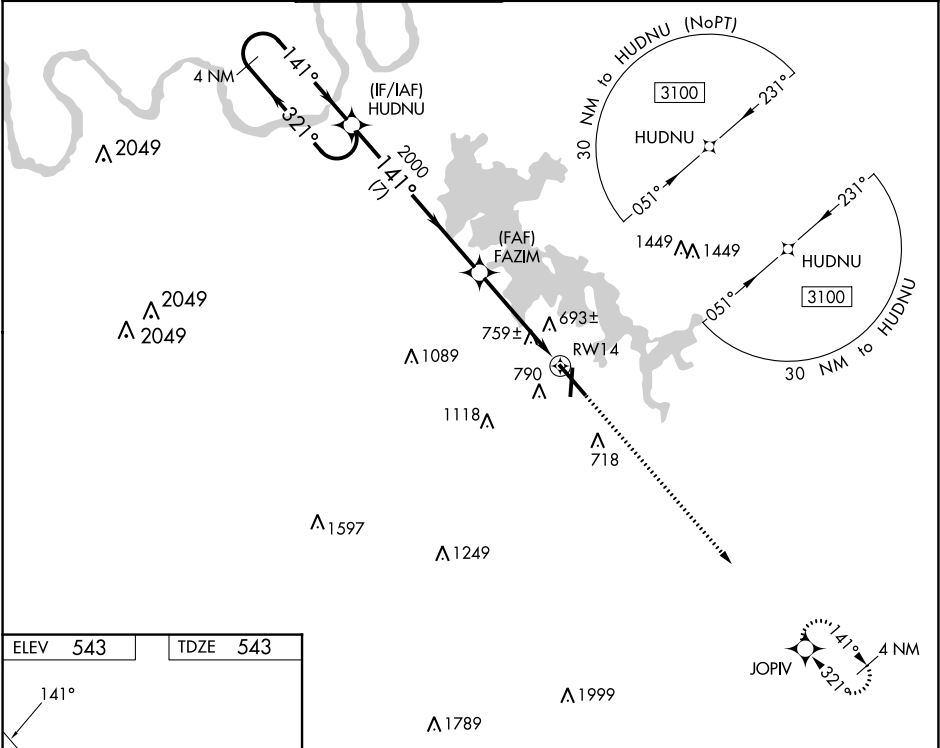 30 NM to HUDNU (NoPT)
3100
HUDNU
231°
051°
141°
4 NM
321°
(IF/IAF)
HUDNU
2049
2000
141°
(7)
(FAF)
FAZIM
1449
1449
231°
HUDNU
3100
051°
30 NM to HUDNU
2049
2049
693±
759±
RW14
1089
790
1118
718
1597
1249
ELEV 543
TDZE 543
141°
141°
4 NM
JOPIV
321°
1999
1789